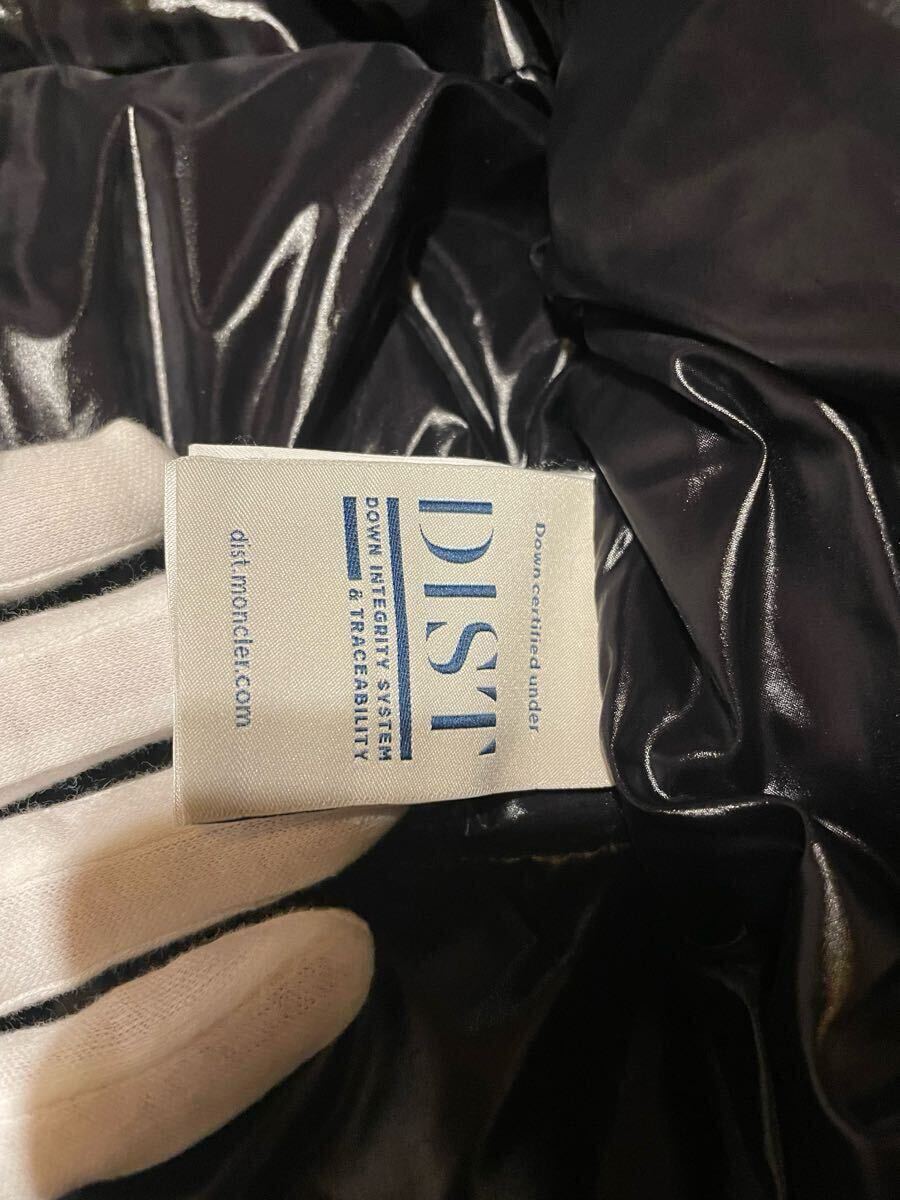 Down certified under
DIST
DOWN INTEGRITY SYSTEM
& TRACEABILITY
dist.moncler.com